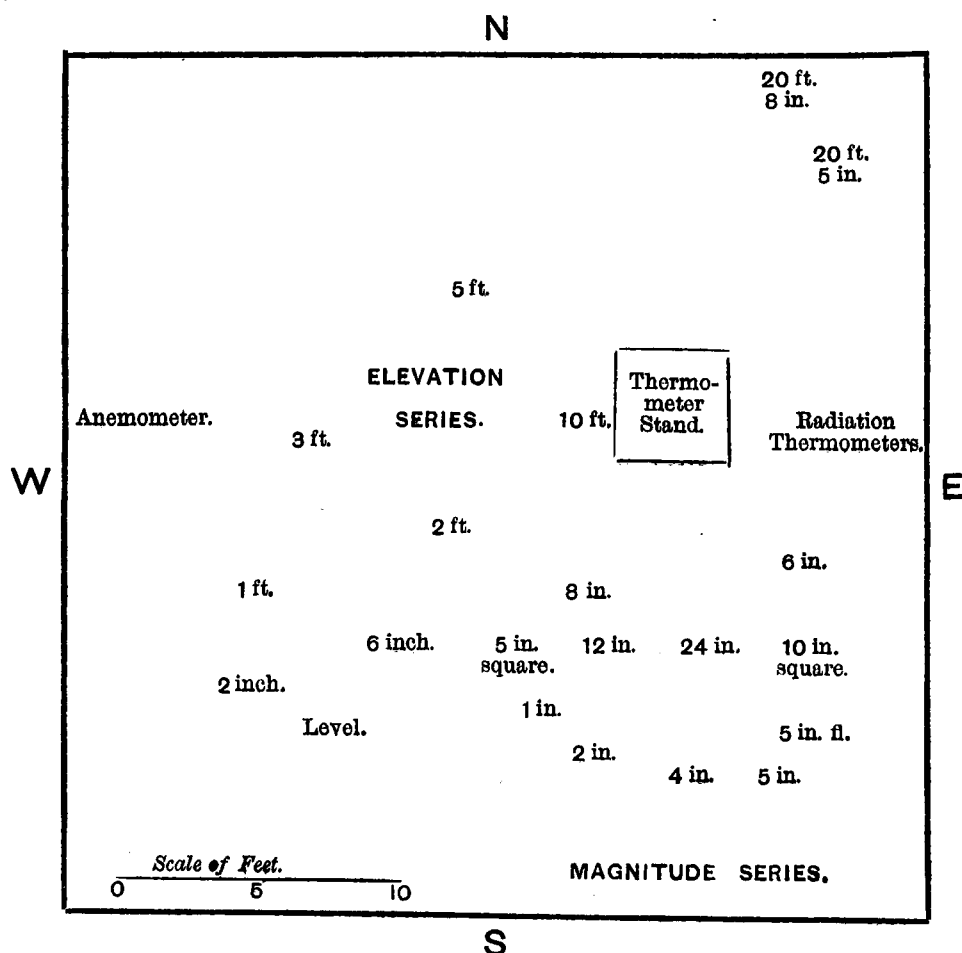 N
20 ft.
8 in.
20 ft.
5 in.
5 ft.
ELEVATION
SERIES.
Thermo-
meter
Stand.
Anemometer.
3 ft.
10 ft.
Radiation
Thermometers.
W
E
2 ft.
6 in.
1 ft.
8 in.
6 inch.
5 in.
square.
12 in.
24 in.
10 in.
square.
2 inch.
1 in.
Level.
5 in. fl.
2 in.
4 in.
5 in.
Scale of Feet.
0 5 10
MAGNITUDE SERIES.
S